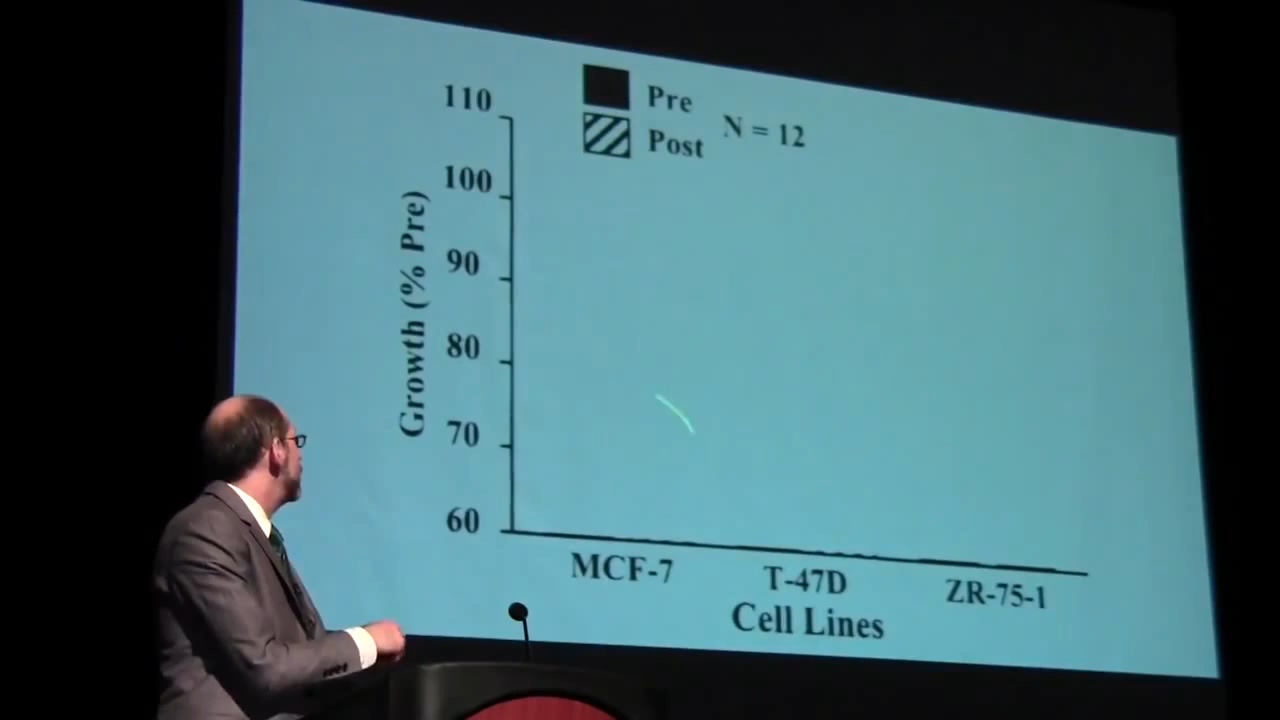 Pre
Post
N = 12
110
100
90
80
70
60
Growth (% Pre)
MCF-7
T-47D
ZR-75-1
Cell Lines